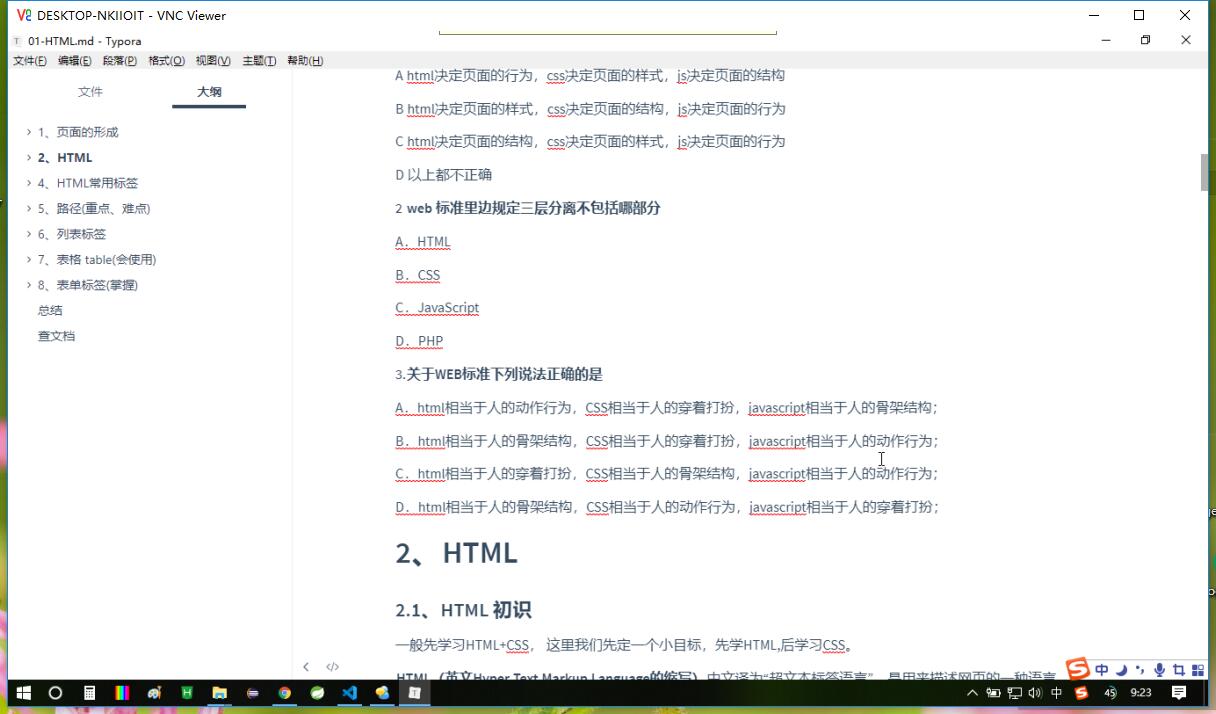 DESKTOP-NKIIOIT - VNC Viewer
01-HTML.md - Typora
文件(F) 编辑(E) 段落(P) 格式(O) 视图(V) 主题(T) 帮助(H)
文件 大纲
1、页面的形成
2、HTML
4、HTML常用标签
5、路径(重点、难点)
6、列表标签
7、表格 table(会使用)
8、表单标签(掌握)
总结
查文档
A html决定页面的行为，css决定页面的样式，js决定页面的结构
B html决定页面的样式，css决定页面的结构，js决定页面的行为
C html决定页面的结构，css决定页面的样式，js决定页面的行为
D 以上都不正确
2 web 标准里边规定三层分离不包括哪部分
A．HTML
B．CSS
C．JavaScript
D．PHP
3.关于WEB标准下列说法正确的是
A．html相当于人的动作行为，CSS相当于人的穿着打扮，javascript相当于人的骨架结构；
B．html相当于人的骨架结构，CSS相当于人的穿着打扮，javascript相当于人的动作行为；
C．html相当于人的穿着打扮，CSS相当于人的骨架结构，javascript相当于人的动作行为；
D．html相当于人的骨架结构，CSS相当于人的动作行为，javascript相当于人的穿着打扮；
2、 HTML
2.1、HTML 初识
一般先学习HTML+CSS， 这里我们先定一个小目标，先学HTML,后学习CSS。
HTML（英文Hyper Text Markup Language的缩写）中文译为“超文本标签语言”，是用来描述网页的一种语言
中
中 45 9:23